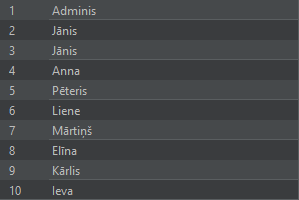 1 Adminis
2 Jānis
3 Jānis
4 Anna
5 Pēteris
6 Liene
7 Mārtiņš
8 Elīna
9 Kārlis
10 Ieva